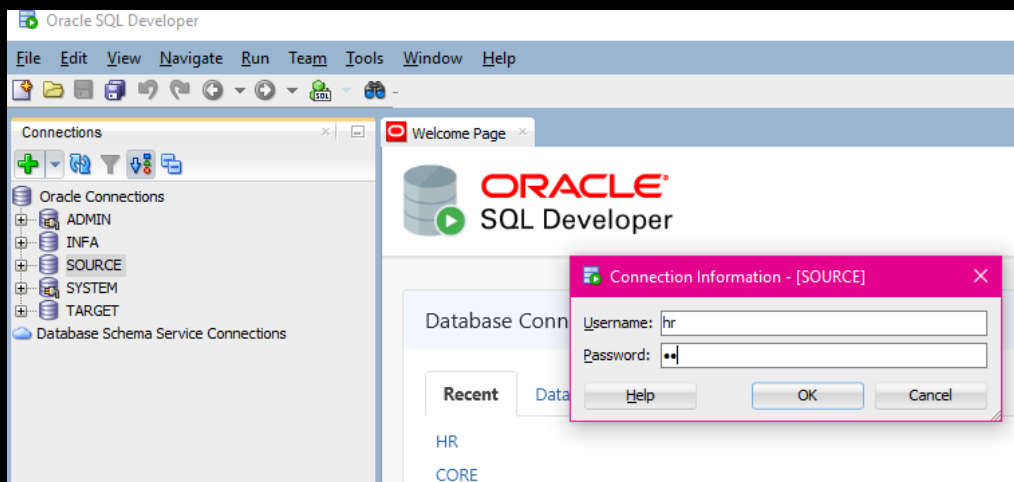 Oracle SQL Developer
File Edit View Navigate Run Team Tools Window Help
SQL
Connections
Welcome Page
Oracle Connections
ADMIN
INFA
SOURCE
SYSTEM
TARGET
Database Schema Service Connections
ORACLE
SQL Developer
Database Conn
Recent Data
HR
CORE
Connection Information - [SOURCE]
Username: hr
Password: ••
Help OK Cancel